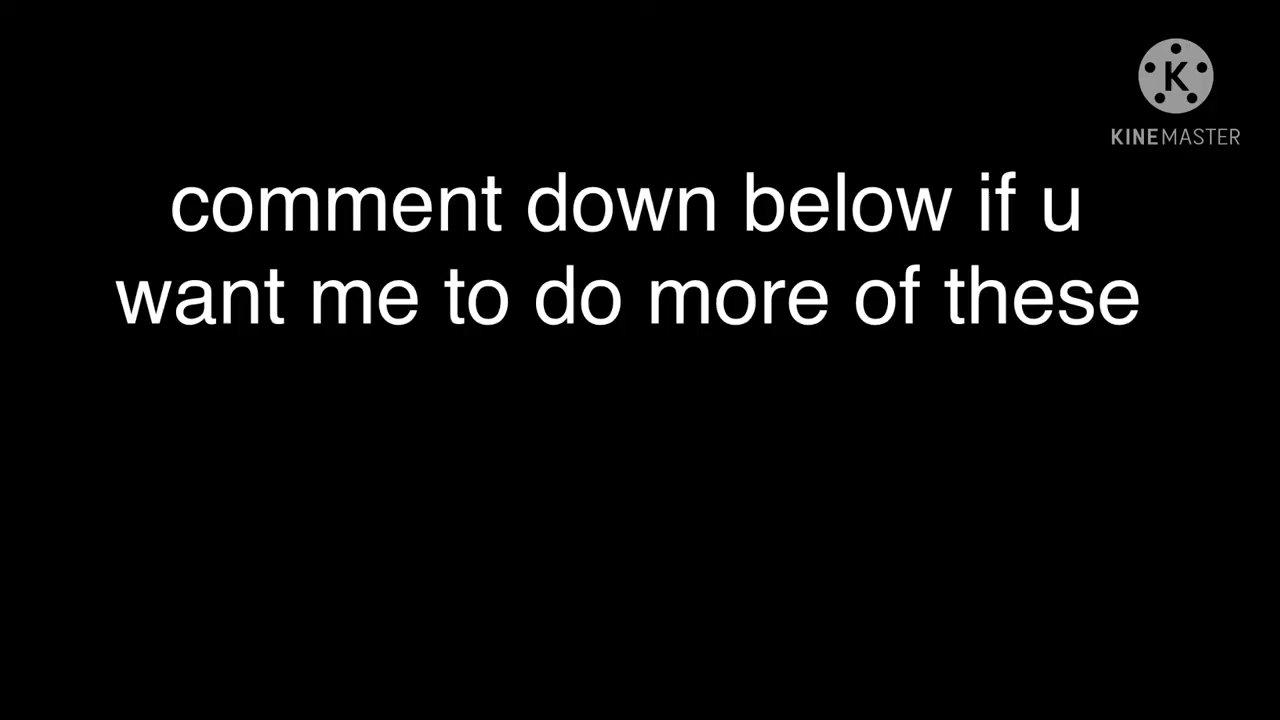 K
KINEMASTER
comment down below if u
want me to do more of these